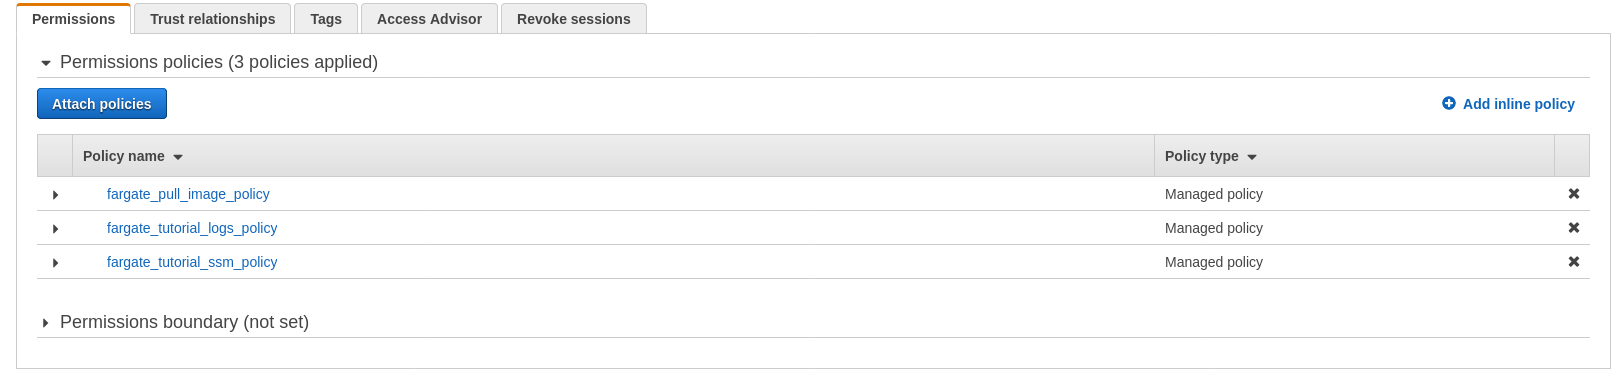 Permissions Trust relationships Tags Access Advisor Revoke sessions
Permissions policies (3 policies applied)
Attach policies Add inline policy
Policy name Policy type
fargate_pull_image_policy Managed policy
fargate_tutorial_logs_policy Managed policy
fargate_tutorial_ssm_policy Managed policy
Permissions boundary (not set)